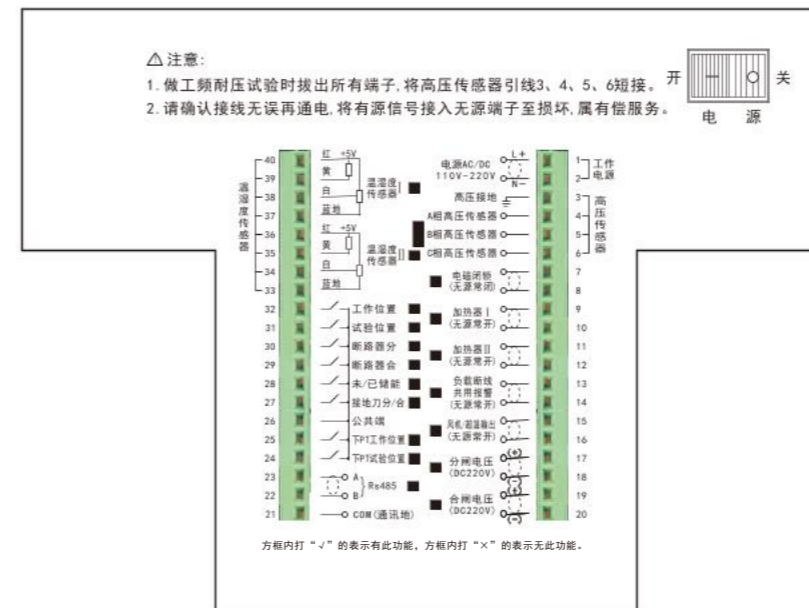 ⚠注意:
1.做工频耐压试验时拔出所有端子,将高压传感器引线3、4、5、6短接。
2.请确认接线无误再通电,将有源信号接入无源端子至损坏,属有偿服务。
开 关
电 源
温湿度传感器
40
39
38
37
36
35
34
33
32
31
30
29
28
27
26
25
24
23
22
21
红 +5V
黄
白
蓝地
温湿度
传感器Ⅰ
红 +5V
黄
白
蓝地
温湿度
传感器Ⅱ
工作位置
试验位置
断路器分
断路器合
未/已储能
接地刀分/合
公共端
下PT工作位置
下PT试验位置
A
B
Rs485
COM(通讯地)
电源AC/DC
110V-220V
L+
N-
高压接地
A相高压传感器
B相高压传感器
C相高压传感器
电磁闭锁
(无源常闭)
加热器Ⅰ
(无源常开)
加热器Ⅱ
(无源常开)
负载断线
共用报警
(无源常开)
风机/超温输出
(无源常开)
分闸电压
(DC220V)
(+)
(-)
合闸电压
(DC220V)
(+)
(-)
1
2
3
4
5
6
7
8
9
10
11
12
13
14
15
16
17
18
19
20
工作
电源
高压传感器
方框内打“√”的表示有此功能，方框内打“×”的表示无此功能。